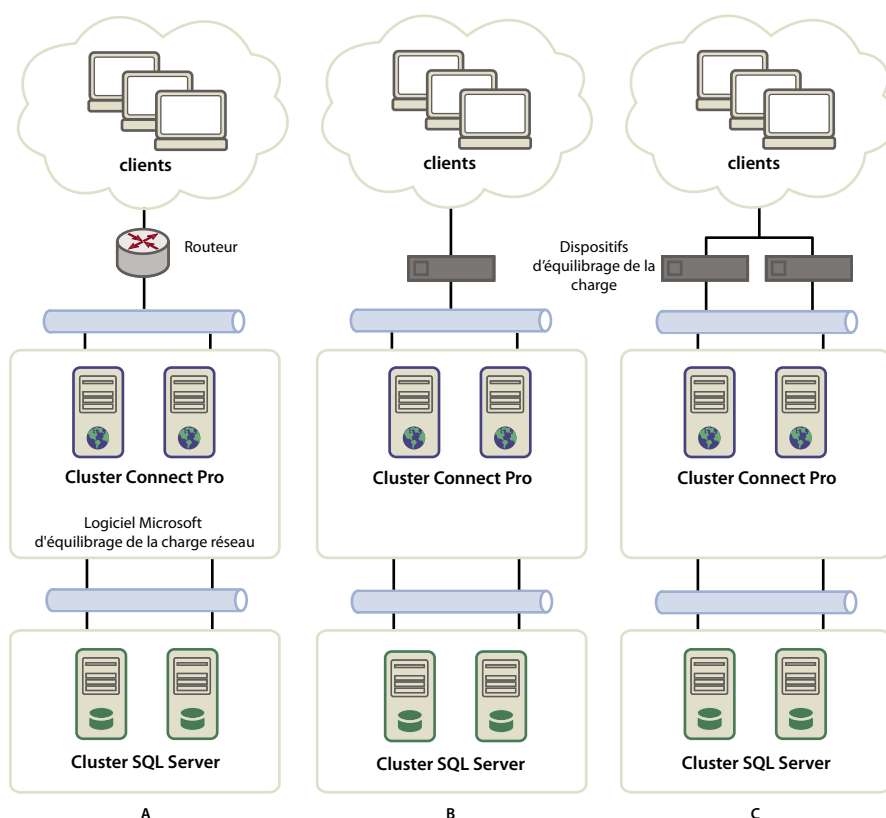 clients
clients
clients
Routeur
Dispositifs
d'équilibrage de la
charge
Cluster Connect Pro
Cluster Connect Pro
Cluster Connect Pro
Logiciel Microsoft
d'équilibrage de la charge réseau
Cluster SQL Server
Cluster SQL Server
Cluster SQL Server
A
B
C